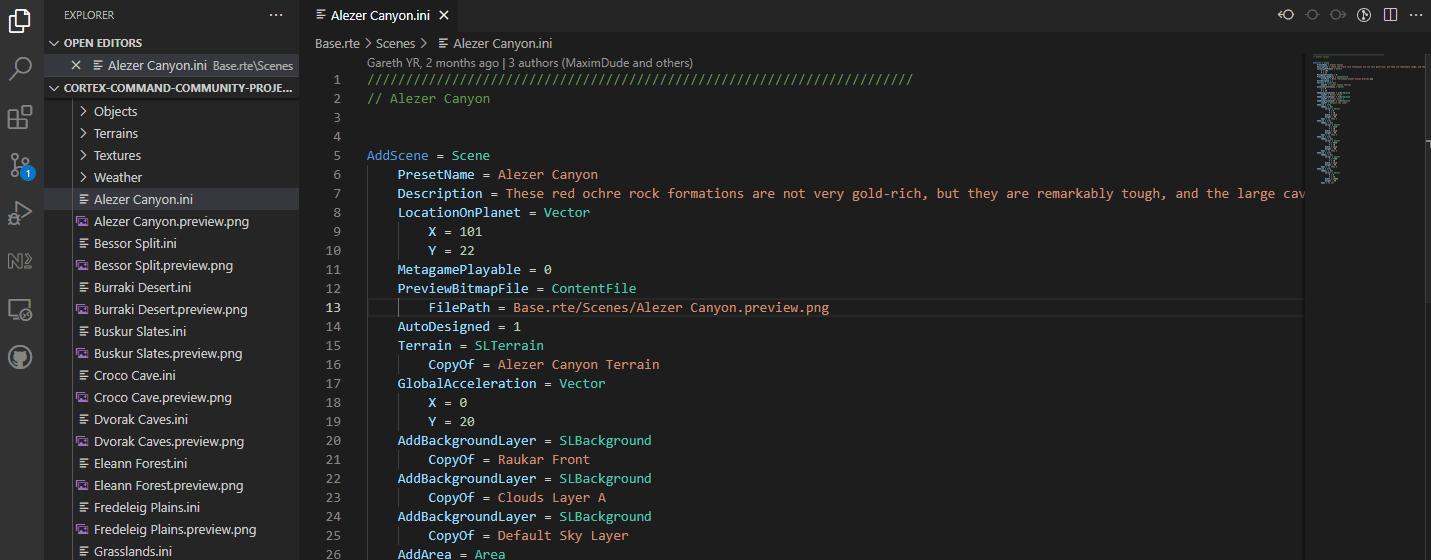 EXPLORER
OPEN EDITORS
Alezer Canyon.ini Base.rte\Scenes
CORTEX-COMMAND-COMMUNITY-PROJE...
Objects
Terrains
Textures
Weather
Alezer Canyon.ini
Alezer Canyon.preview.png
Bessor Split.ini
Bessor Split.preview.png
Burraki Desert.ini
Burraki Desert.preview.png
Buskur Slates.ini
Buskur Slates.preview.png
Croco Cave.ini
Croco Cave.preview.png
Dvorak Caves.ini
Dvorak Caves.preview.png
Eleann Forest.ini
Eleann Forest.preview.png
Fredeleig Plains.ini
Fredeleig Plains.preview.png
Grasslands.ini
1
Alezer Canyon.ini
Base.rte > Scenes > Alezer Canyon.ini
Gareth YR, 2 months ago | 3 authors (MaximDude and others)
1 ///////////////////////////////////////////////////////////////////////
2 // Alezer Canyon
3
4
5 AddScene = Scene
6 PresetName = Alezer Canyon
7 Description = These red ochre rock formations are not very gold-rich, but they are remarkably tough, and the large cav
8 LocationOnPlanet = Vector
9 X = 101
10 Y = 22
11 MetagamePlayable = 0
12 PreviewBitmapFile = ContentFile
13 FilePath = Base.rte/Scenes/Alezer Canyon.preview.png
14 AutoDesigned = 1
15 Terrain = SLTerrain
16 CopyOf = Alezer Canyon Terrain
17 GlobalAcceleration = Vector
18 X = 0
19 Y = 20
20 AddBackgroundLayer = SLBackground
21 CopyOf = Raukar Front
22 AddBackgroundLayer = SLBackground
23 CopyOf = Clouds Layer A
24 AddBackgroundLayer = SLBackground
25 CopyOf = Default Sky Layer
26 AddArea = Area